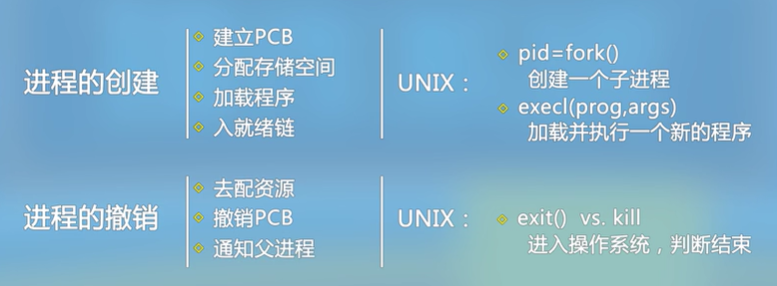 进程的创建
建立PCB
分配存储空间
加载程序
入就绪链
UNIX：
pid=fork()
创建一个子进程
execl(prog,args)
加载并执行一个新的程序
进程的撤销
去配资源
撤销PCB
通知父进程
UNIX：
exit() vs. kill
进入操作系统，判断结束